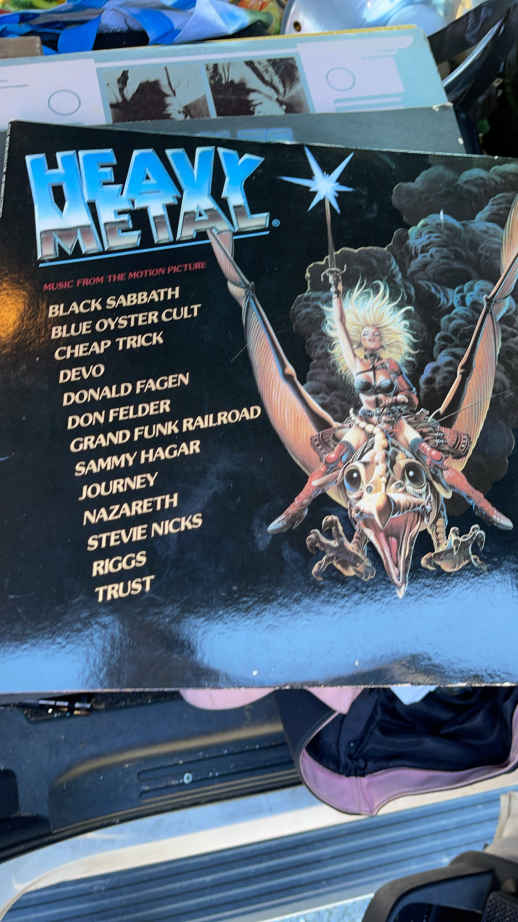 HEAVY
METAL®
MUSIC FROM THE MOTION PICTURE
BLACK SABBATH
BLUE OYSTER CULT
CHEAP TRICK
DEVO
DONALD FAGEN
DON FELDER
GRAND FUNK RAILROAD
SAMMY HAGAR
JOURNEY
NAZARETH
STEVIE NICKS
RIGGS
TRUST